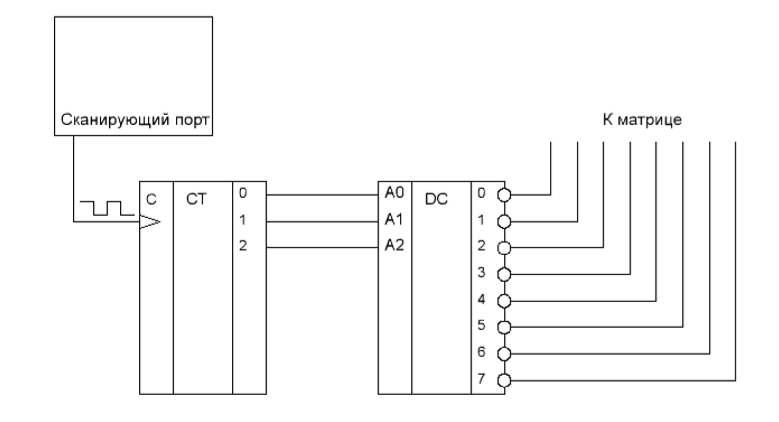 Сканирующий порт
К матрице
C CT 0 A0 DC 0
1 A1 1
2 A2 2
3
4
5
6
7